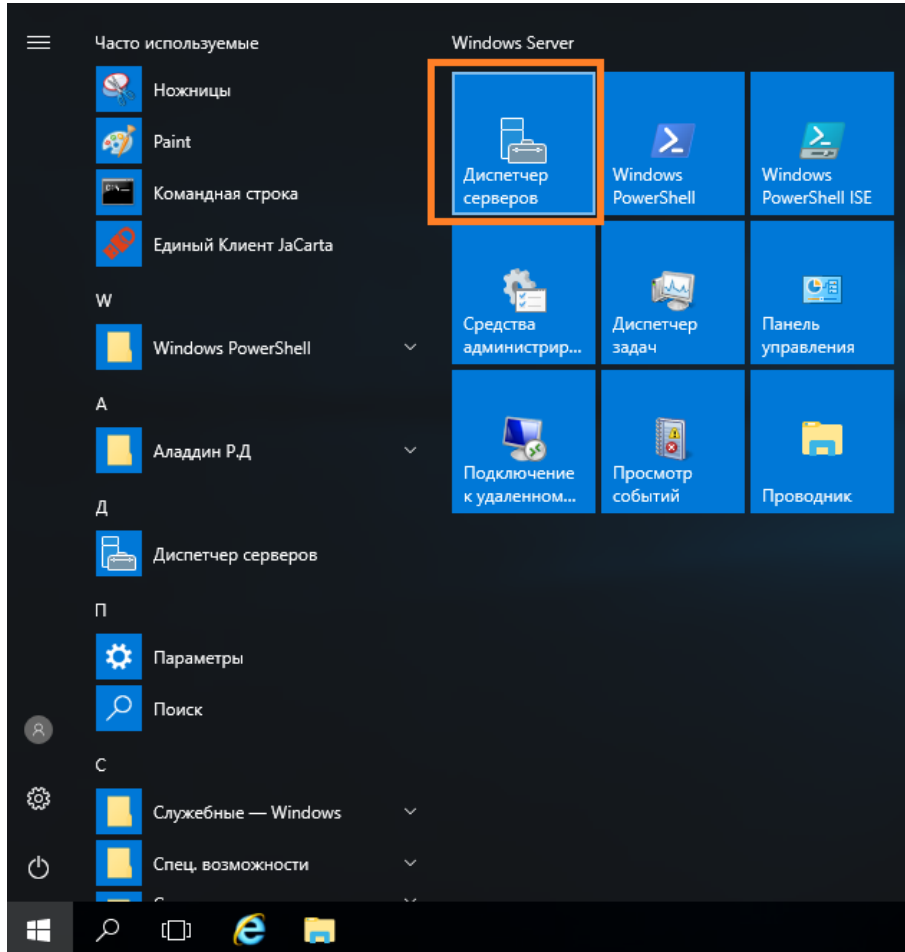 Часто используемые
Ножницы
Paint
Командная строка
Единый Клиент JaCarta
W
Windows PowerShell
А
Аладдин Р.Д
Д
Диспетчер серверов
П
Параметры
Поиск
С
Служебные — Windows
Спец. возможности
Windows Server
Диспетчер
серверов
Windows
PowerShell
Windows
PowerShell ISE
Средства
администрир...
Диспетчер
задач
Панель
управления
Подключение
к удаленном...
Просмотр
событий
Проводник